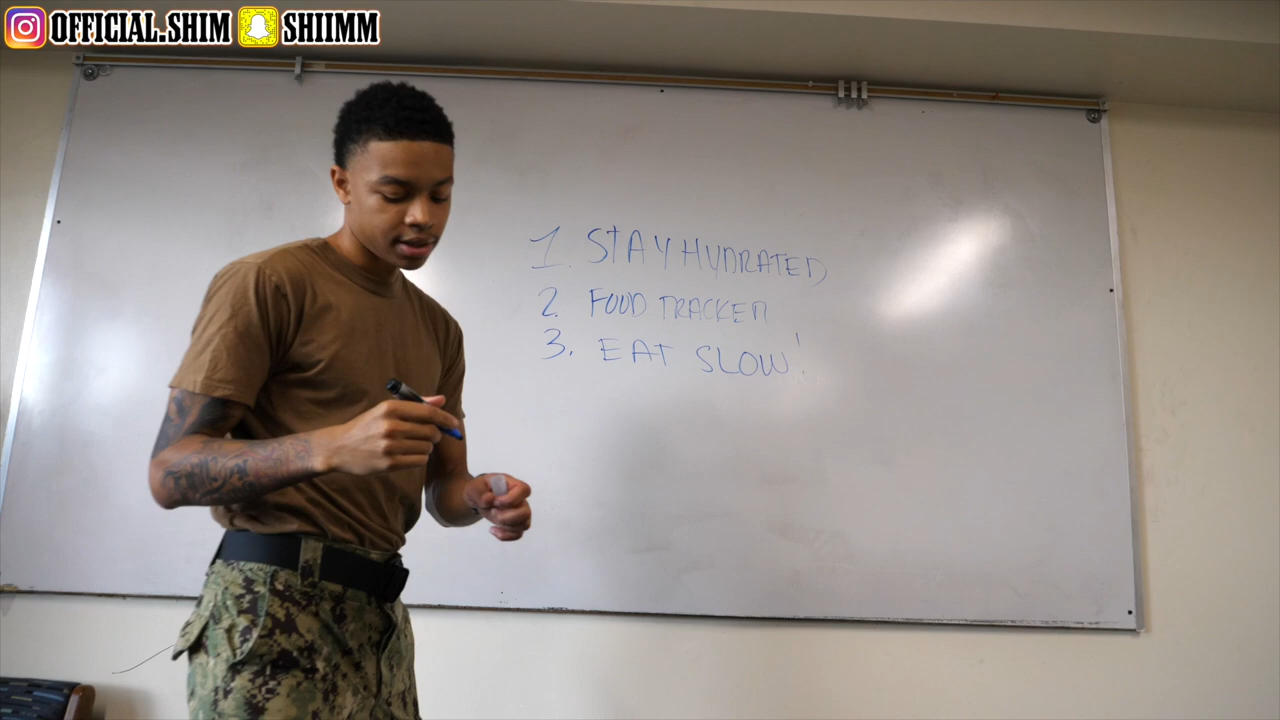 OFFICIAL.SHIM SHIIMM
1. STAY HYDRATED
2. FOOD TRACKER
3. EAT SLOW!